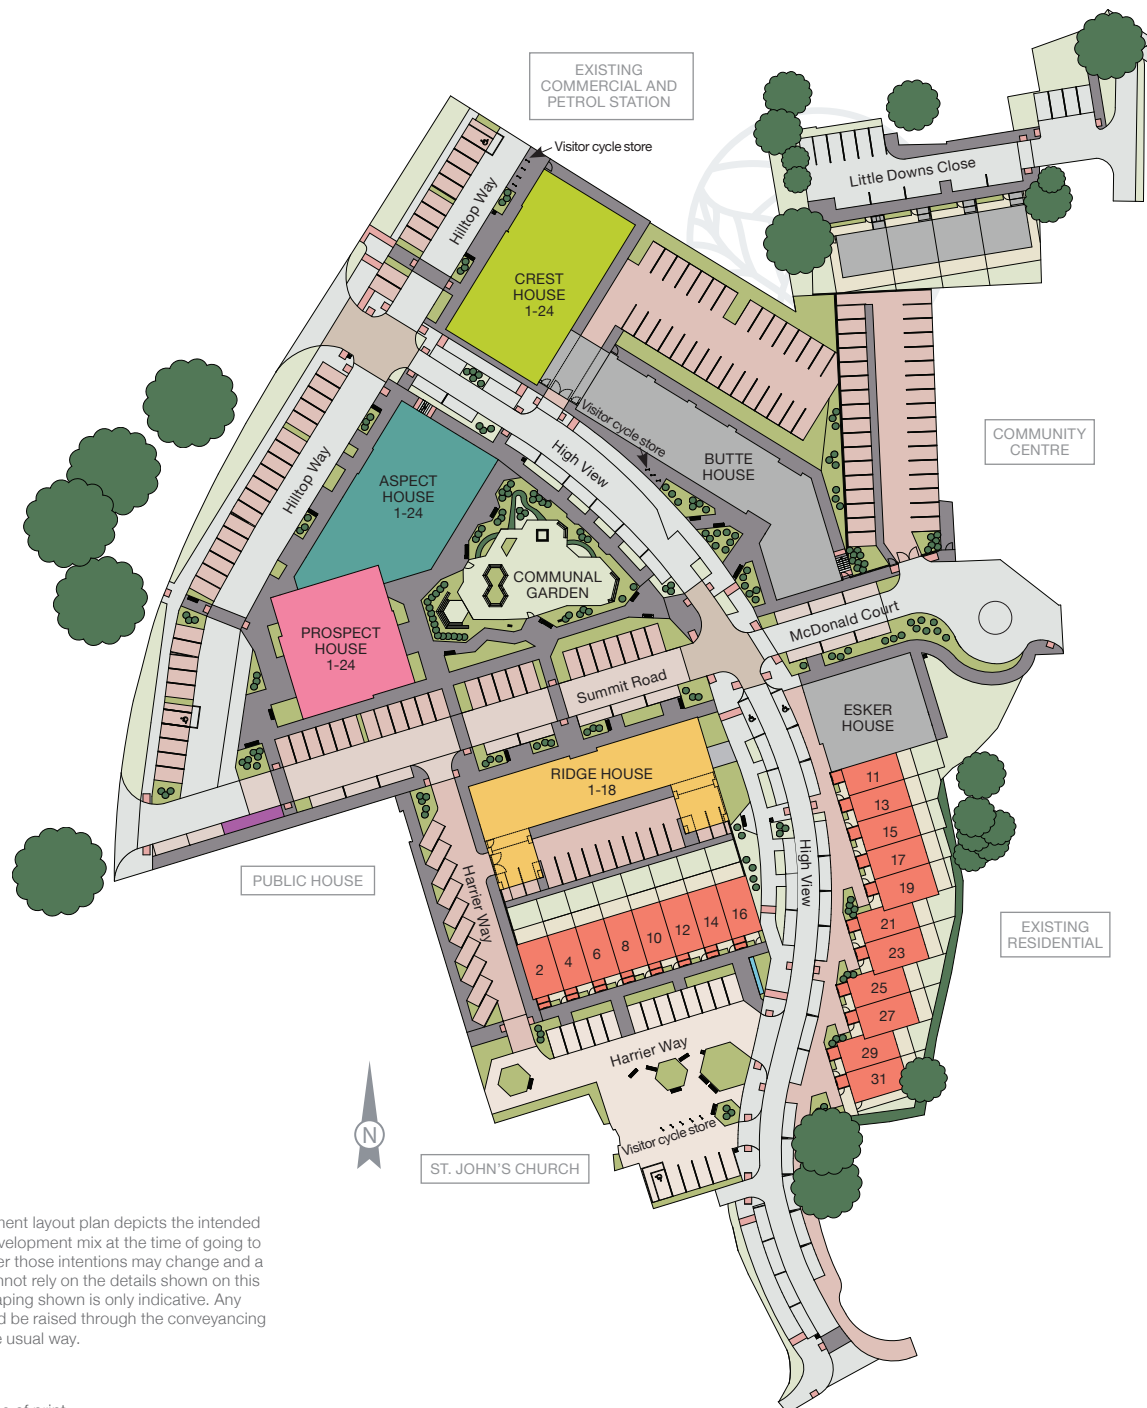 EXISTING
COMMERCIAL AND
PETROL STATION
Visitor cycle store
Little Downs Close
Hilltop Way
CREST
HOUSE
1-24
Visitor cycle store
High View
BUTTE
HOUSE
COMMUNITY
CENTRE
Hilltop Way
ASPECT
HOUSE
1-24
COMMUNAL
GARDEN
McDonald Court
PROSPECT
HOUSE
1-24
Summit Road
ESKER
HOUSE
RIDGE HOUSE
1-18
11
13
15
17
19
21
23
25
27
29
31
High View
PUBLIC HOUSE
Harrier Way
2
4
6
8
10
12
14
16
EXISTING
RESIDENTIAL
Harrier Way
Visitor cycle store
N
ST. JOHN'S CHURCH
ment layout plan depicts the intended
velopment mix at the time of going to
er those intentions may change and a
nnot rely on the details shown on this
aping shown is only indicative. Any
d be raised through the conveyancing
e usual way.